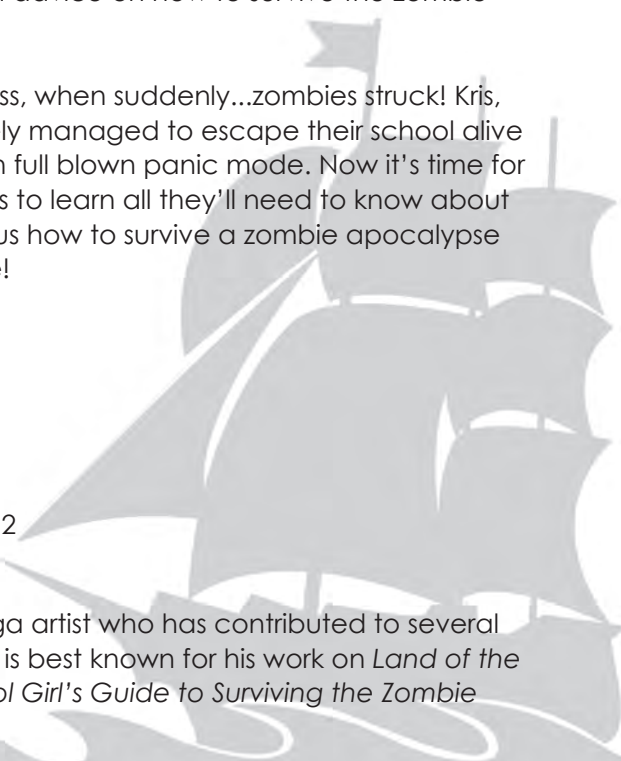 advice on how to survive the zombie
ss, when suddenly...zombies struck! Kris,
ly managed to escape their school alive
full blown panic mode. Now it's time for
s to learn all they'll need to know about
us how to survive a zombie apocalypse
!
2
ga artist who has contributed to several
is best known for his work on Land of the
ol Girl's Guide to Surviving the Zombie